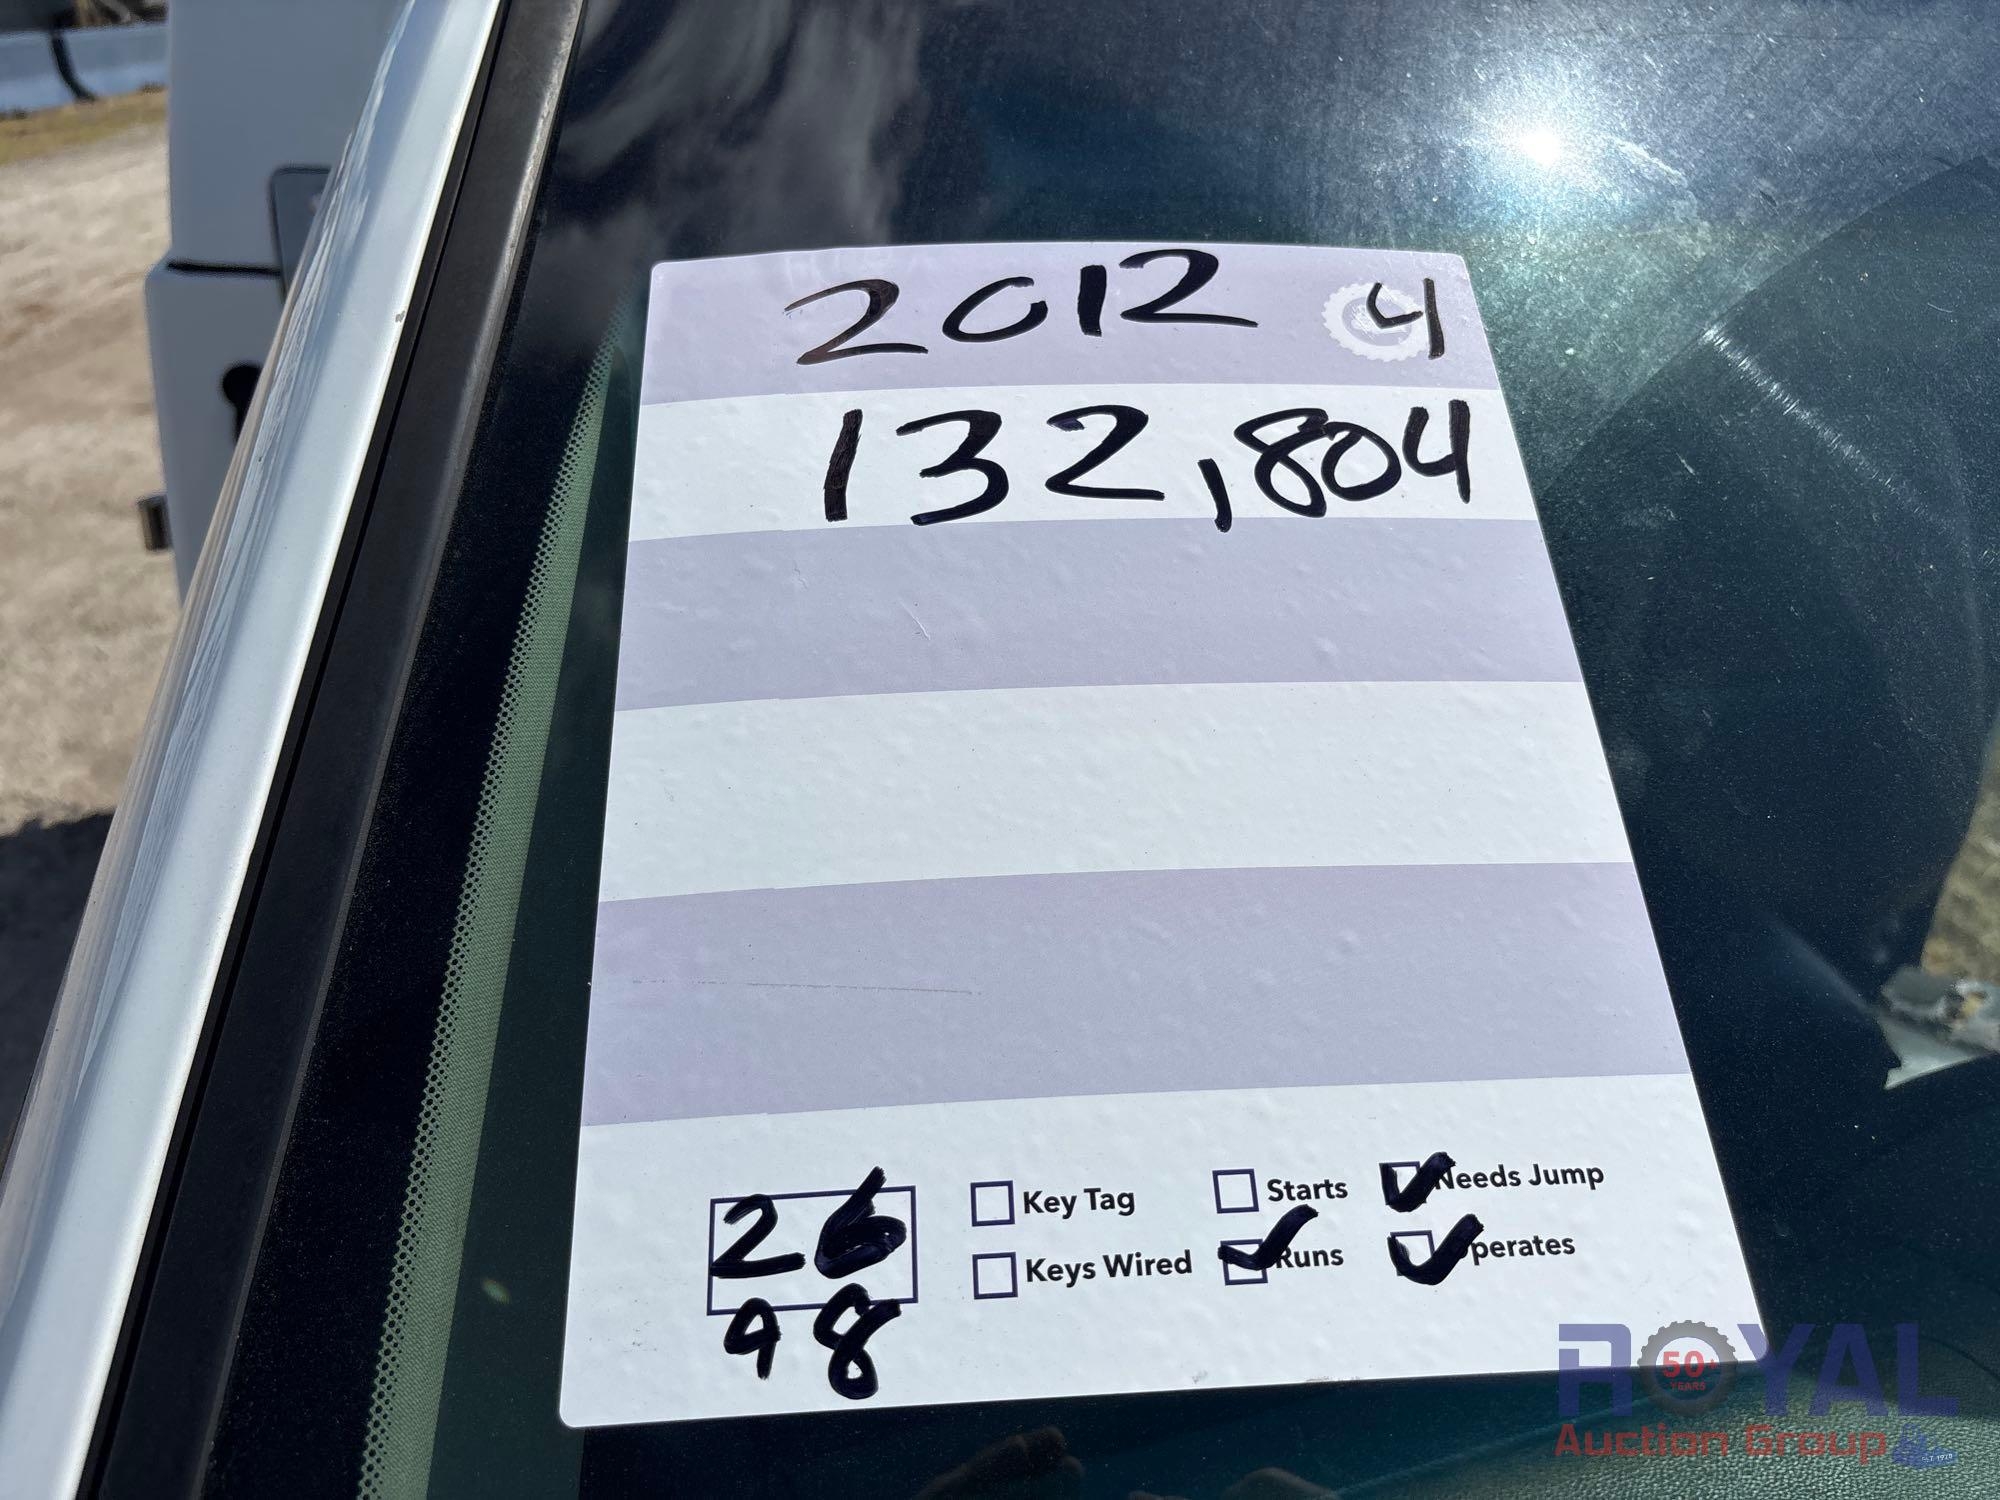 2012 4
132,804
26
98
Key Tag
Starts
Needs Jump
Keys Wired
Runs
Operates
ROYAL
50+
YEARS
Auction Group